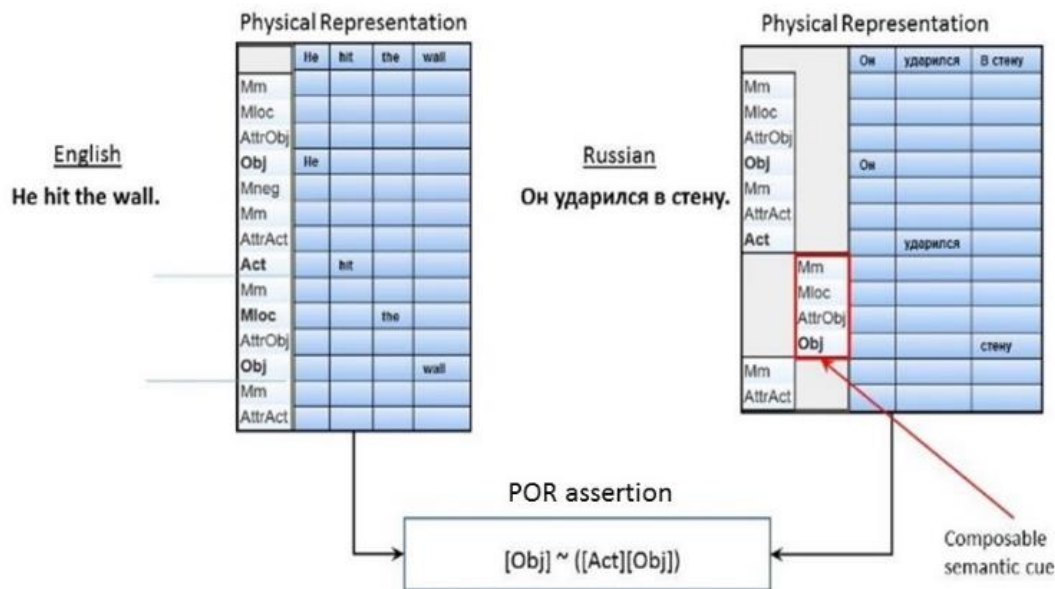 Physical Representation
He hit the wall
Mm
Mloc
AttrObj
Obj He
Mneg
Mm
AttrAct
Act hit
Mm
Mloc the
AttrObj
Obj wall
Mm
AttrAct
English
He hit the wall.
Physical Representation
Он ударился В стену
Mm
Mloc
AttrObj
Obj Он
Mm
AttrAct
Act ударился
Mm
Mloc
AttrObj
Obj стену
Mm
AttrAct
Russian
Он ударился в стену.
POR assertion
[Obj] ~ ([Act][Obj])
Composable
semantic cue